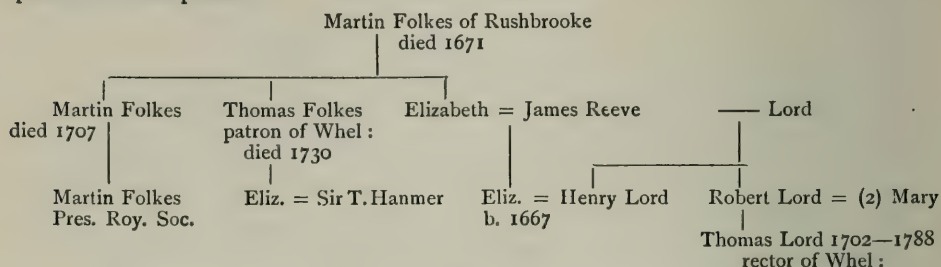 Martin Folkes of Rushbrooke
died 1671
Martin Folkes Thomas Folkes Elizabeth = James Reeve — Lord
died 1707 patron of Whel :
died 1730
Martin Folkes Eliz. = Sir T. Hanmer Eliz. = Henry Lord Robert Lord = (2) Mary
Pres. Roy. Soc. b. 1667
Thomas Lord 1702—1788
rector of Whel :